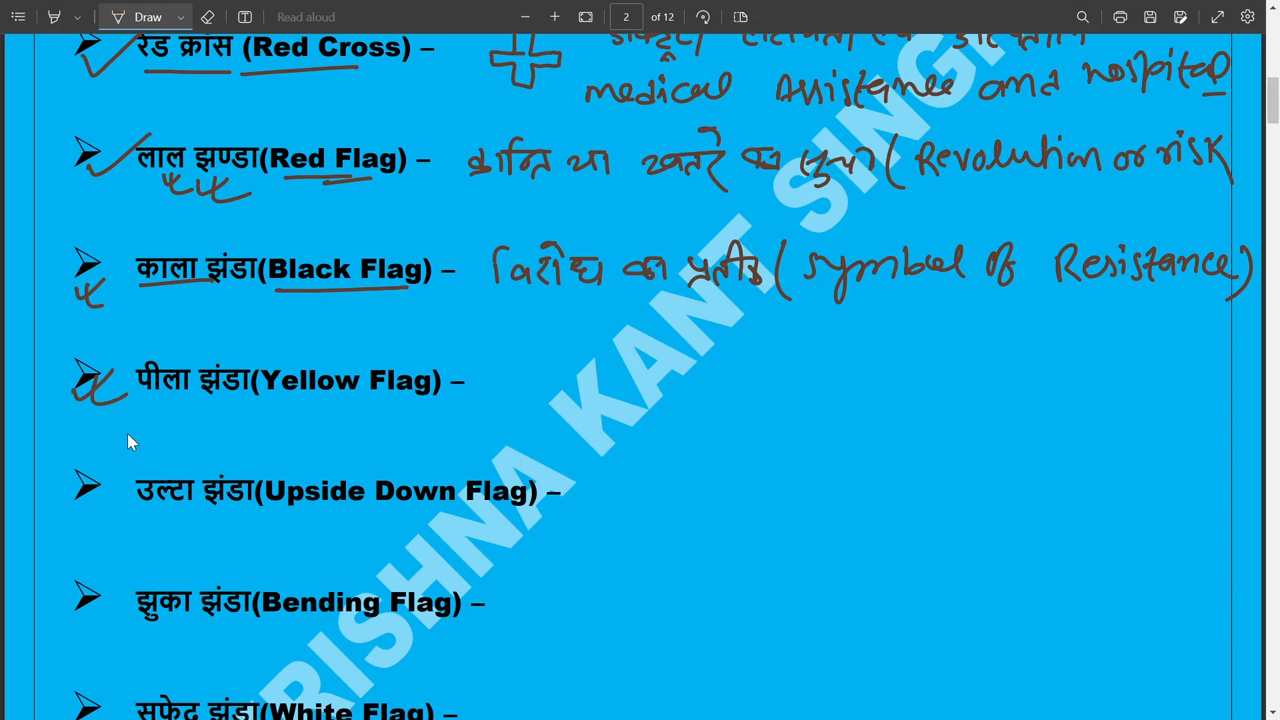 Draw
Read aloud
2 of 12
रेड क्रॉस (Red Cross) –
medical Assistance and hospital
लाल झण्डा(Red Flag) – क्रान्ति या खतरे का (Revolution or risk
काला झंडा(Black Flag) – विरोध का प्रतीक (symbol of Resistance)
पीला झंडा(Yellow Flag) –
उल्टा झंडा(Upside Down Flag) –
झुका झंडा(Bending Flag) –
सफेद झंडा(White Flag) –
KRISHNA KANT SINGH